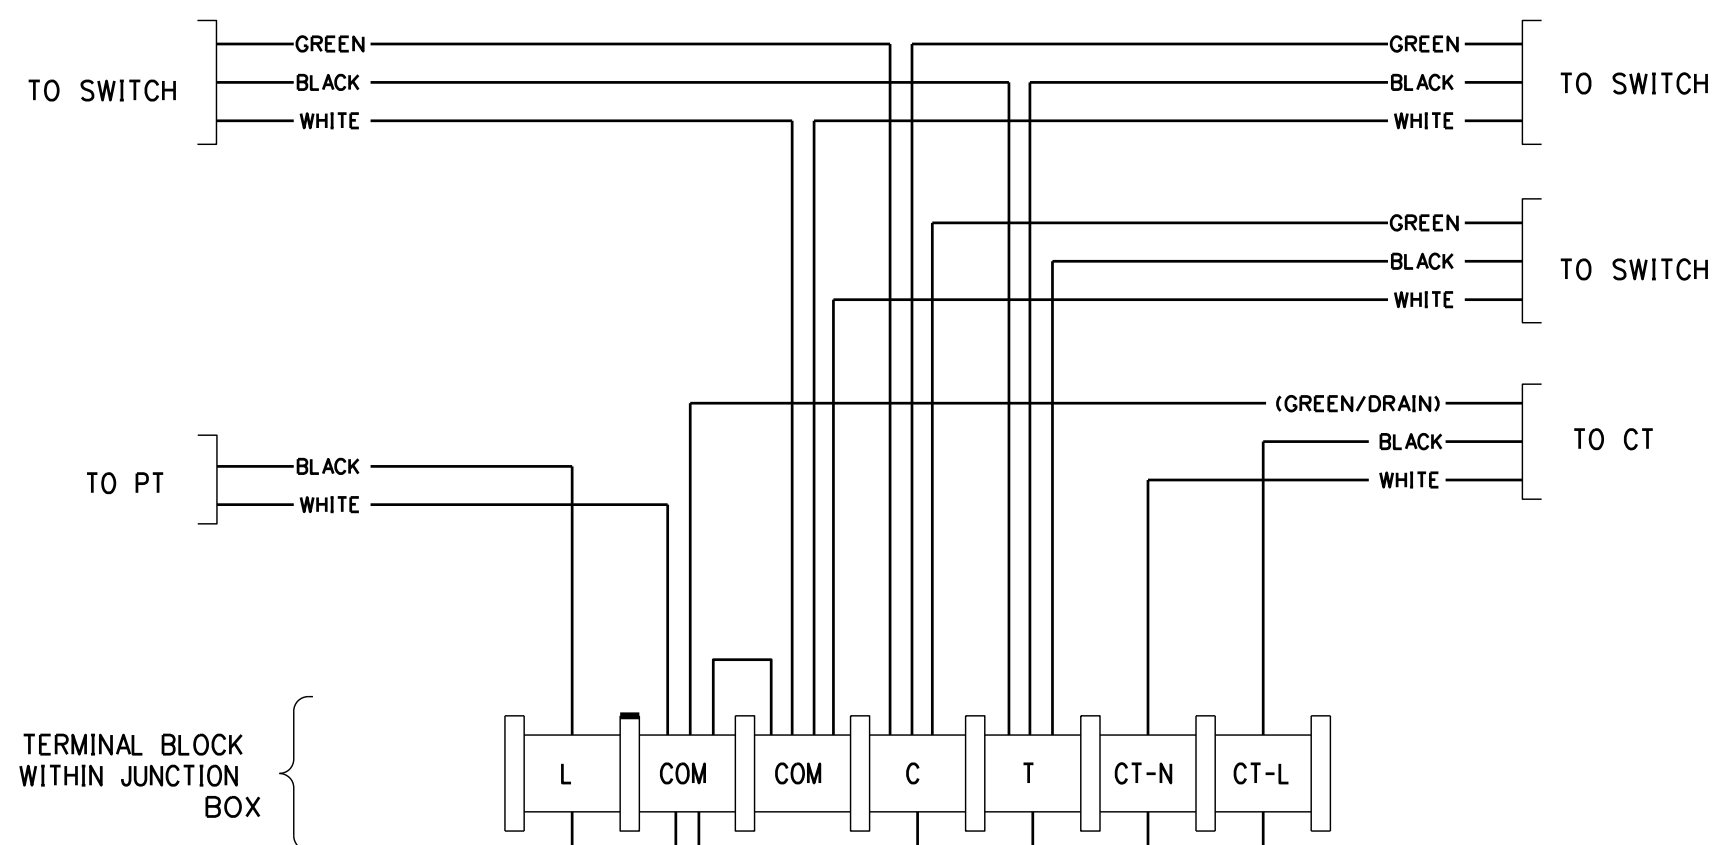 GREEN
BLACK
WHITE
TO SWITCH
GREEN
BLACK
WHITE
TO SWITCH
GREEN
BLACK
WHITE
TO SWITCH
(GREEN/DRAIN)
BLACK
WHITE
TO CT
TO PT
BLACK
WHITE
TERMINAL BLOCK
WITHIN JUNCTION
BOX
L
COM
COM
C
T
CT-N
CT-L